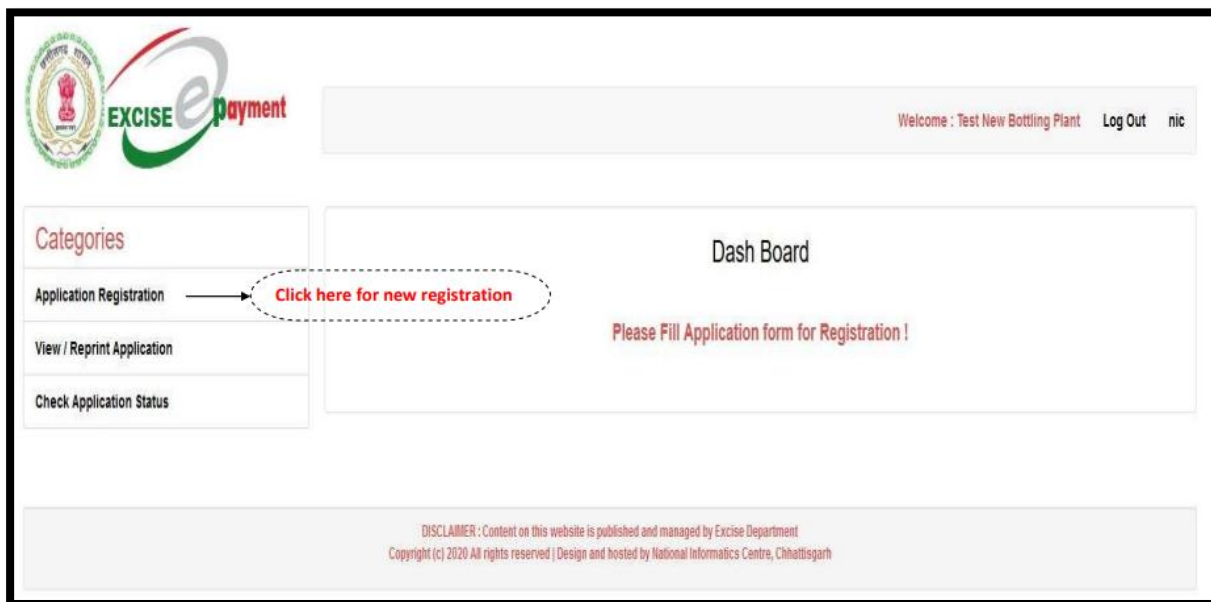 छत्तीसगढ़ शासन
EXCISE e Payment
Welcome : Test New Bottling Plant Log Out nic
Categories
Dash Board
Application Registration
Click here for new registration
Please Fill Application form for Registration !
View / Reprint Application
Check Application Status
DISCLAIMER : Content on this website is published and managed by Excise Department
Copyright (c) 2020 All rights reserved | Design and hosted by National Informatics Centre, Chhattisgarh